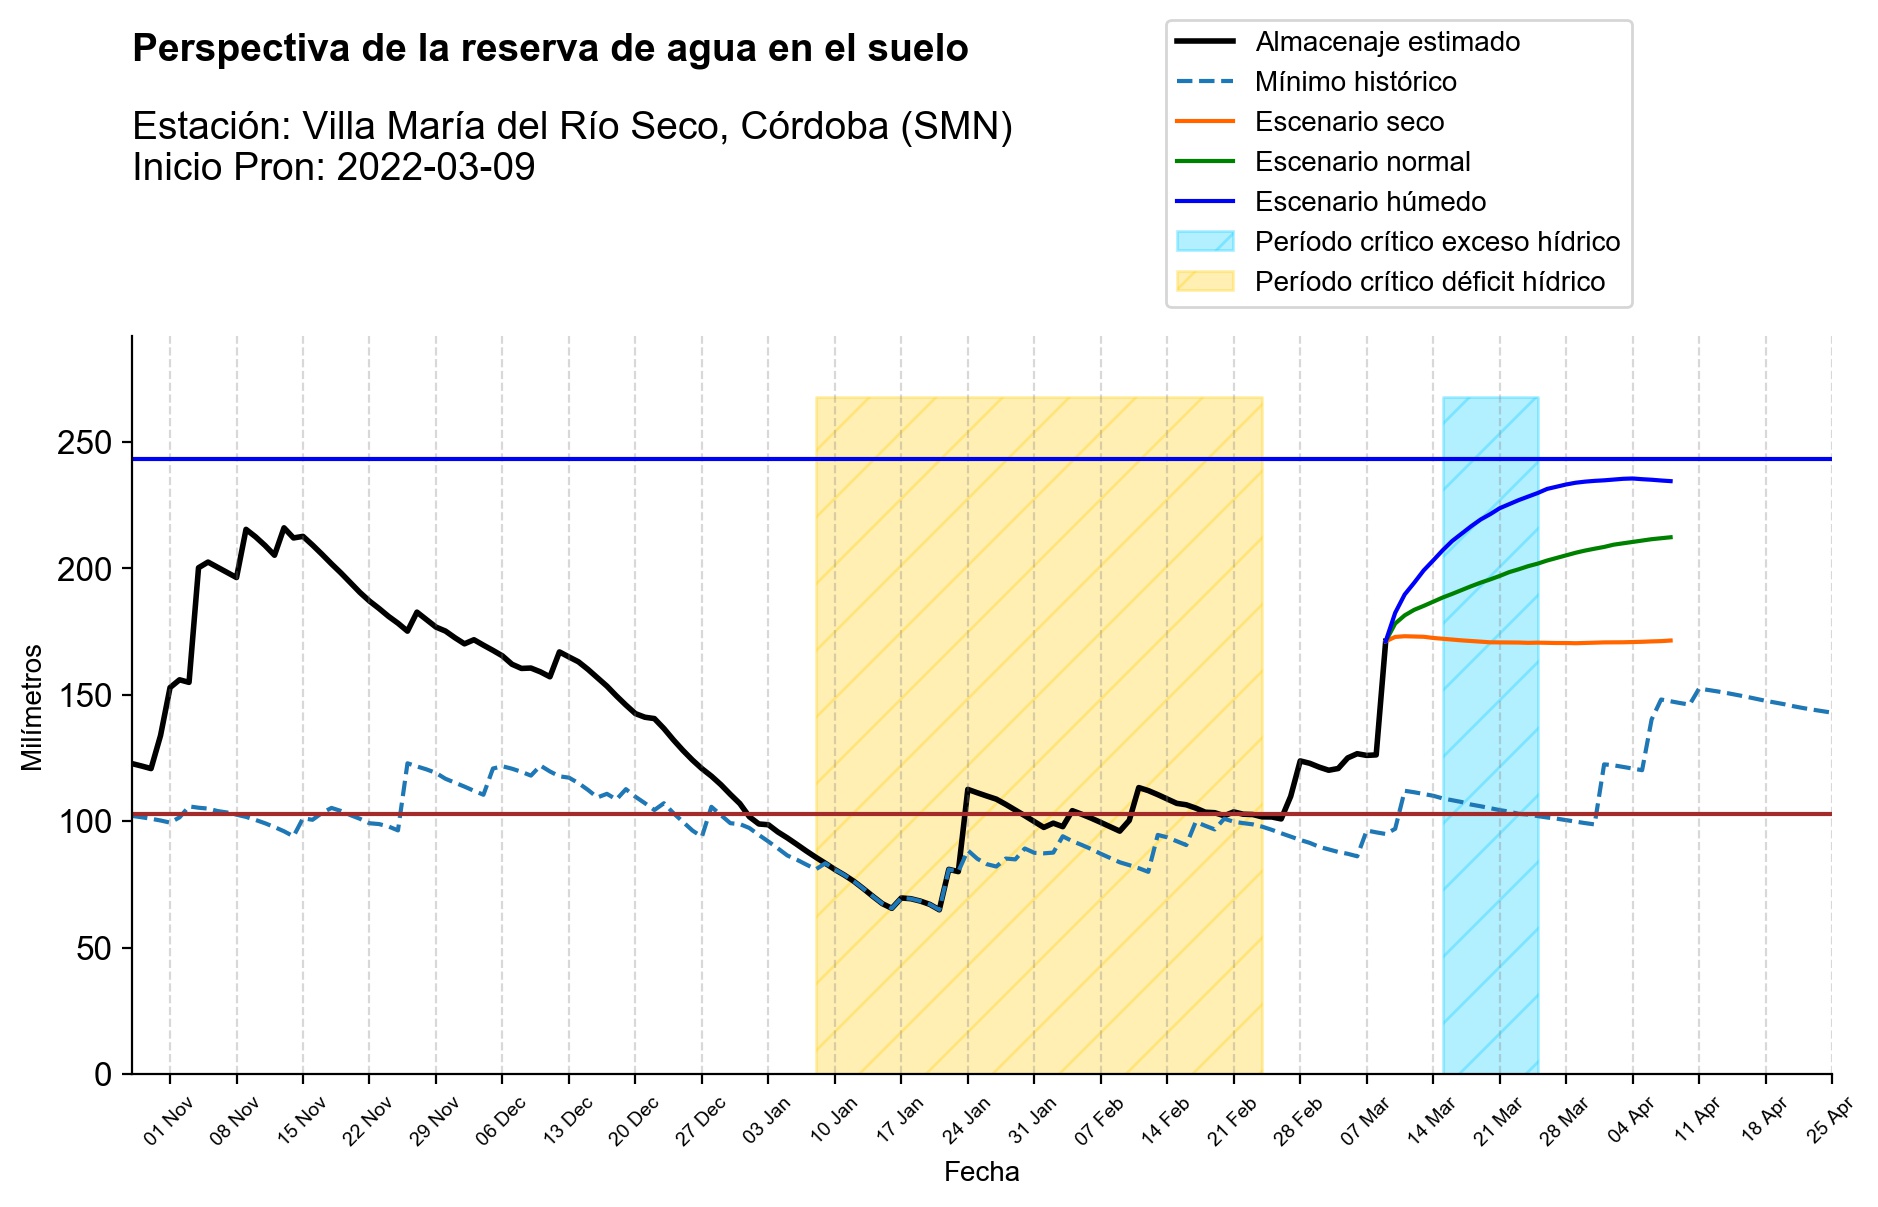 Perspectiva de la reserva de agua en el suelo
Estación: Villa María del Río Seco, Córdoba (SMN)
Inicio Pron: 2022-03-09
Almacenaje estimado
Mínimo histórico
Escenario seco
Escenario normal
Escenario húmedo
Período crítico exceso hídrico
Período crítico déficit hídrico
Milímetros
250
200
150
100
50
0
01 Nov
08 Nov
15 Nov
22 Nov
29 Nov
06 Dec
13 Dec
20 Dec
27 Dec
03 Jan
10 Jan
17 Jan
24 Jan
31 Jan
07 Feb
14 Feb
21 Feb
28 Feb
07 Mar
14 Mar
21 Mar
28 Mar
04 Apr
11 Apr
18 Apr
25 Apr
Fecha